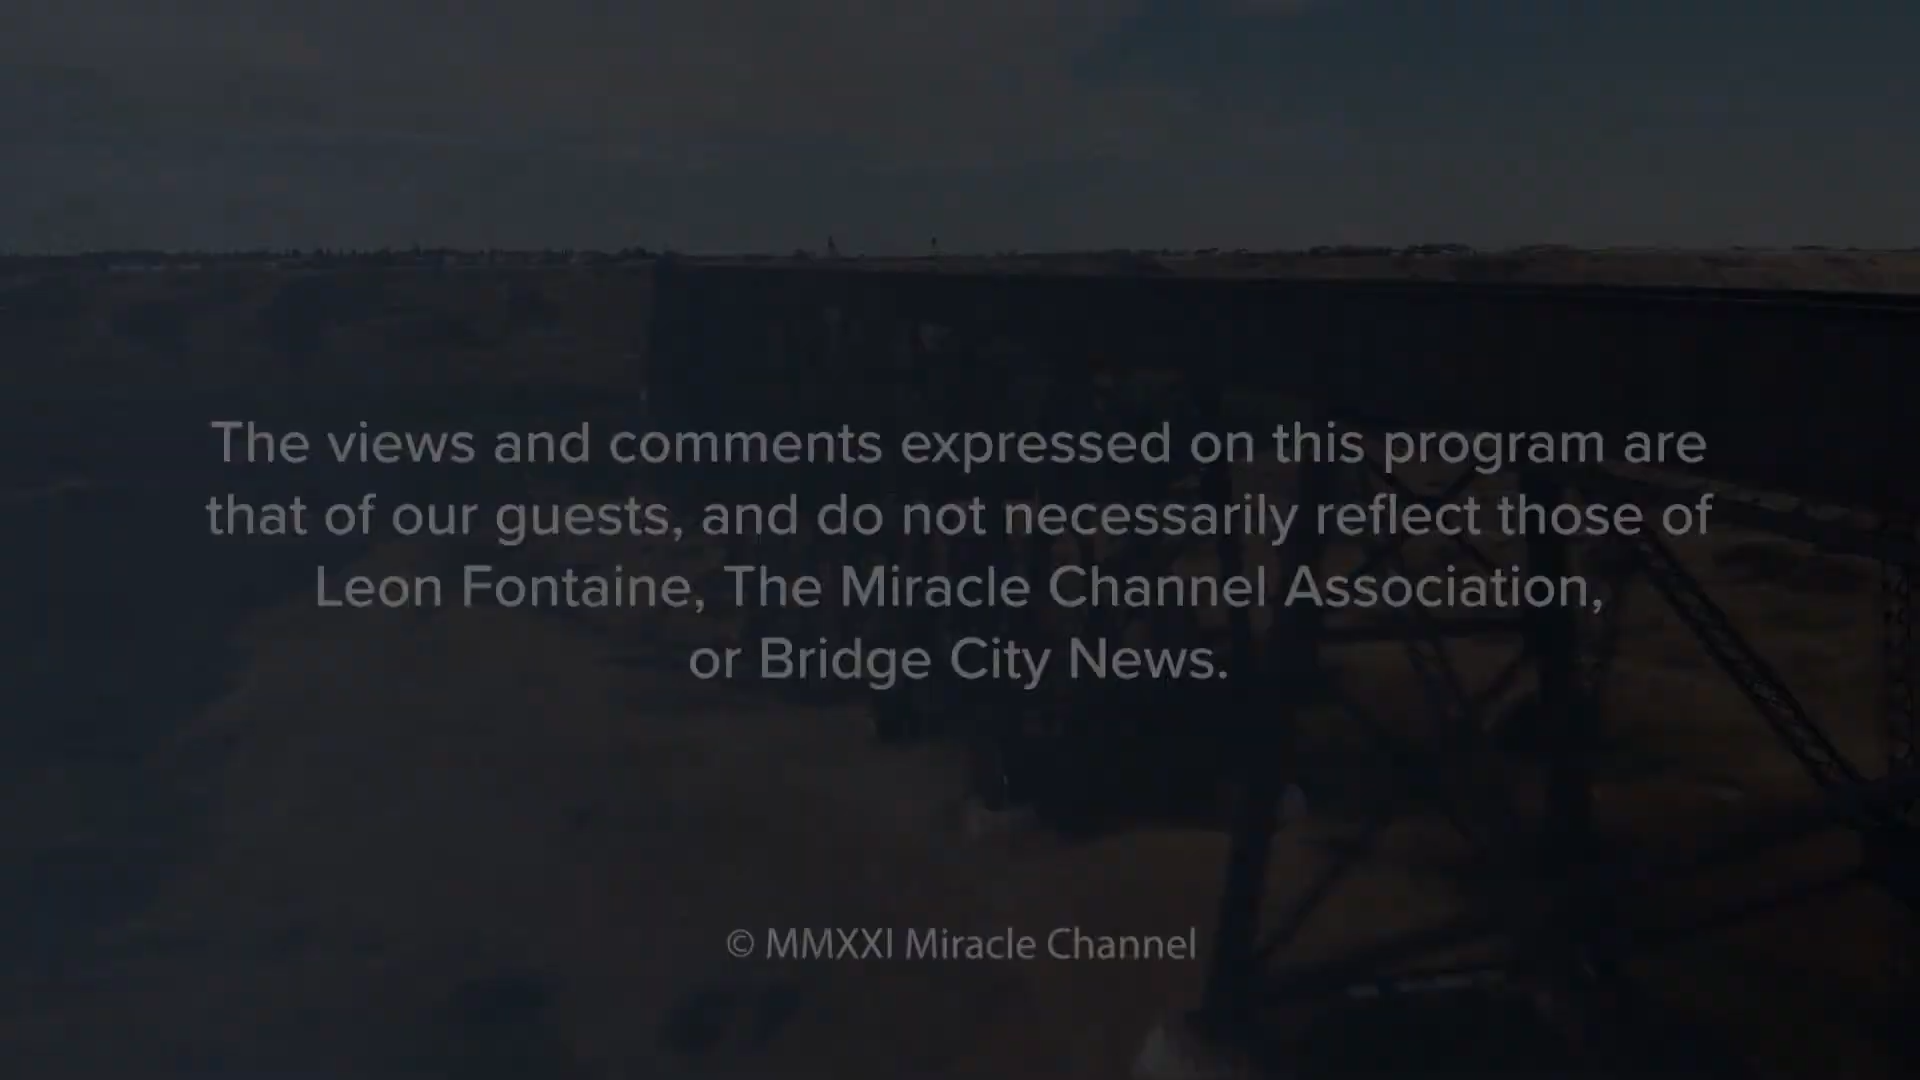 The views and comments expressed on this program are
that of our guests, and do not necessarily reflect those of
Leon Fontaine, The Miracle Channel Association,
or Bridge City News.
© MMXXI Miracle Channel